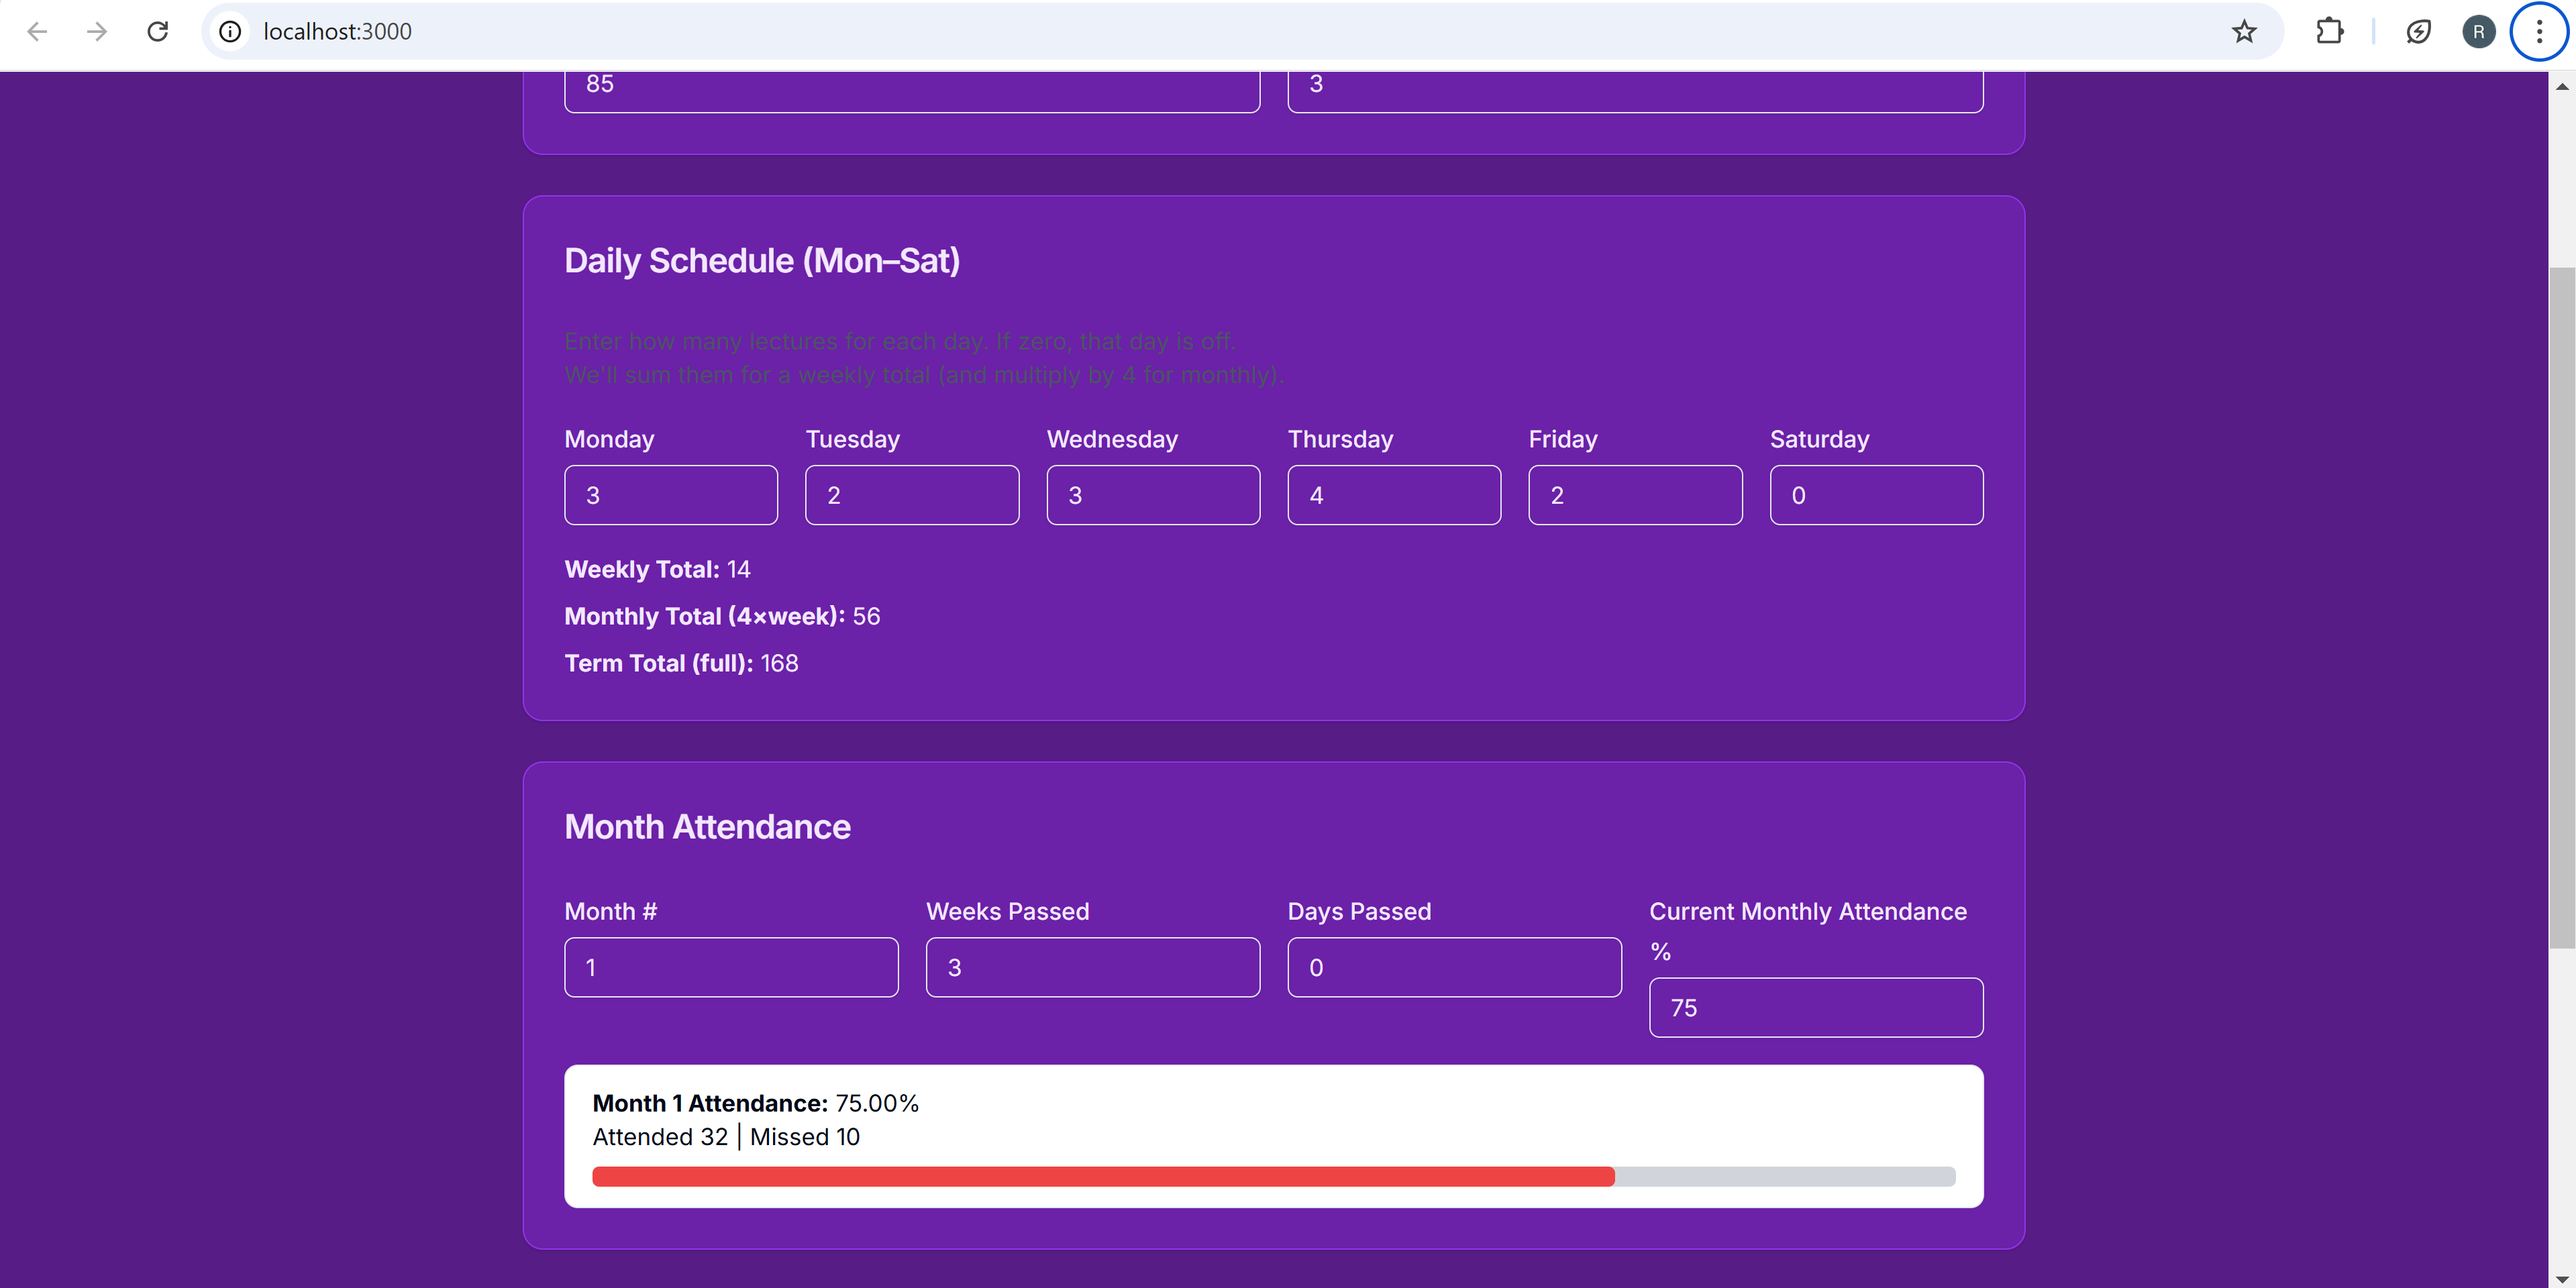 localhost:3000
R
85
3
Daily Schedule (Mon–Sat)
Enter how many lectures for each day. If zero, that day is off.
We'll sum them for a weekly total (and multiply by 4 for monthly).
Monday Tuesday Wednesday Thursday Friday Saturday
3 2 3 4 2 0
Weekly Total: 14
Monthly Total (4×week): 56
Term Total (full): 168
Month Attendance
Month # Weeks Passed Days Passed Current Monthly Attendance
%
1 3 0
75
Month 1 Attendance: 75.00%
Attended 32 | Missed 10